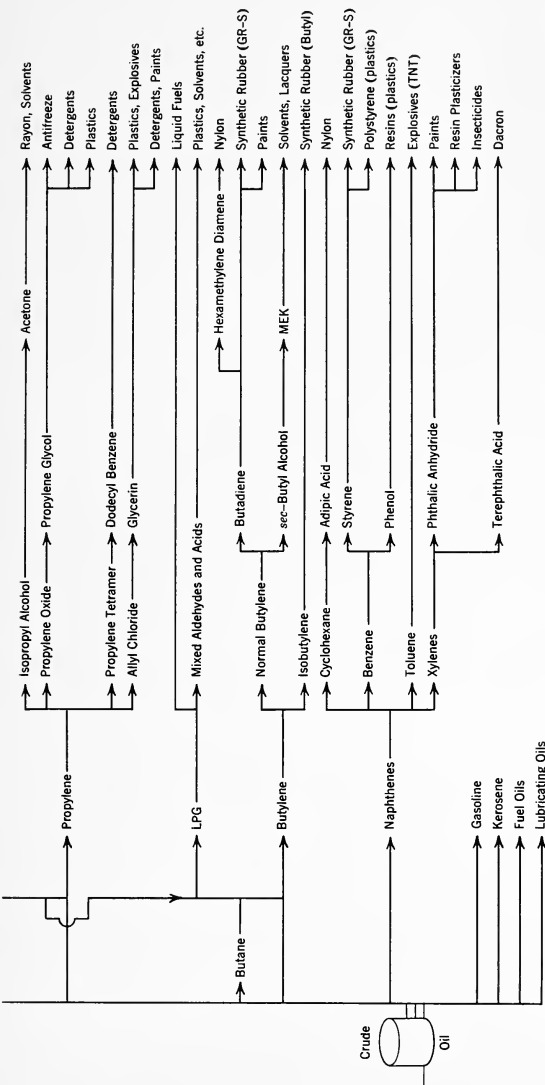 Crude
Oil
Butane
Propylene
LPG
Butylene
Naphthenes
Gasoline
Kerosene
Fuel Oils
Lubricating Oils
Isopropyl Alcohol
Propylene Oxide
Propylene Tetramer
Allyl Chloride
Mixed Aldehydes and Acids
Normal Butylene
Isobutylene
Cyclohexane
Benzene
Toluene
Xylenes
Acetone
Propylene Glycol
Dodecyl Benzene
Glycerin
Hexamethylene Diamene
Butadiene
sec-Butyl Alcohol
MEK
Adipic Acid
Styrene
Phenol
Phthalic Anhydride
Terephthalic Acid
Rayon, Solvents
Antifreeze
Detergents
Plastics
Detergents
Plastics, Explosives
Detergents, Paints
Liquid Fuels
Plastics, Solvents, etc.
Nylon
Synthetic Rubber (GR-S)
Paints
Solvents, Lacquers
Synthetic Rubber (Butyl)
Nylon
Synthetic Rubber (GR-S)
Polystyrene (plastics)
Resins (plastics)
Explosives (TNT)
Paints
Resin Plasticizers
Insecticides
Dacron